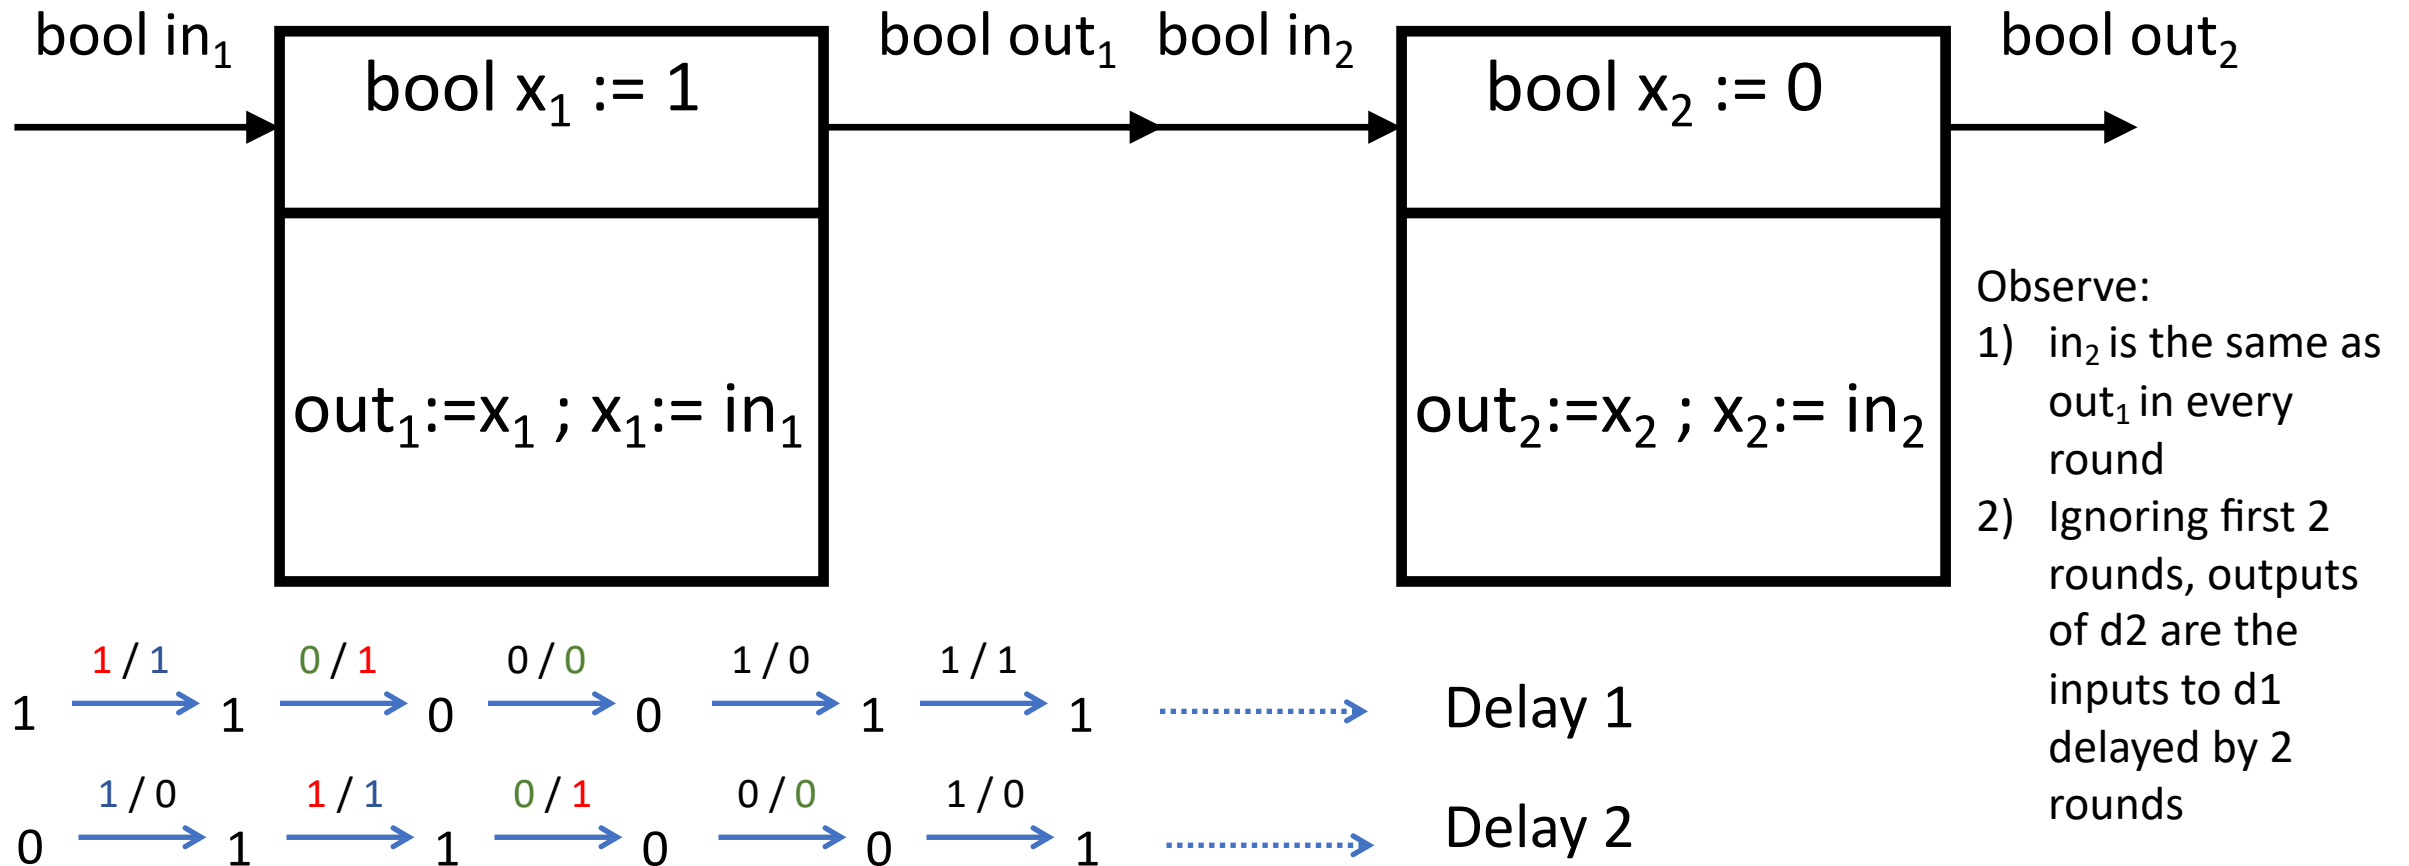 bool in₁ bool out₁ bool in₂ bool out₂
bool x₁ := 1 bool x₂ := 0
out₁:=x₁ ; x₁:= in₁ out₂:=x₂ ; x₂:= in₂
Observe:
1) in₂ is the same as
out₁ in every
round
2) Ignoring first 2
rounds, outputs
of d2 are the
inputs to d1
delayed by 2
rounds
1 / 1 0 / 1 0 / 0 1 / 0 1 / 1
1 1 0 0 1 1 Delay 1
1 / 0 1 / 1 0 / 1 0 / 0 1 / 0
0 1 1 0 0 1 Delay 2